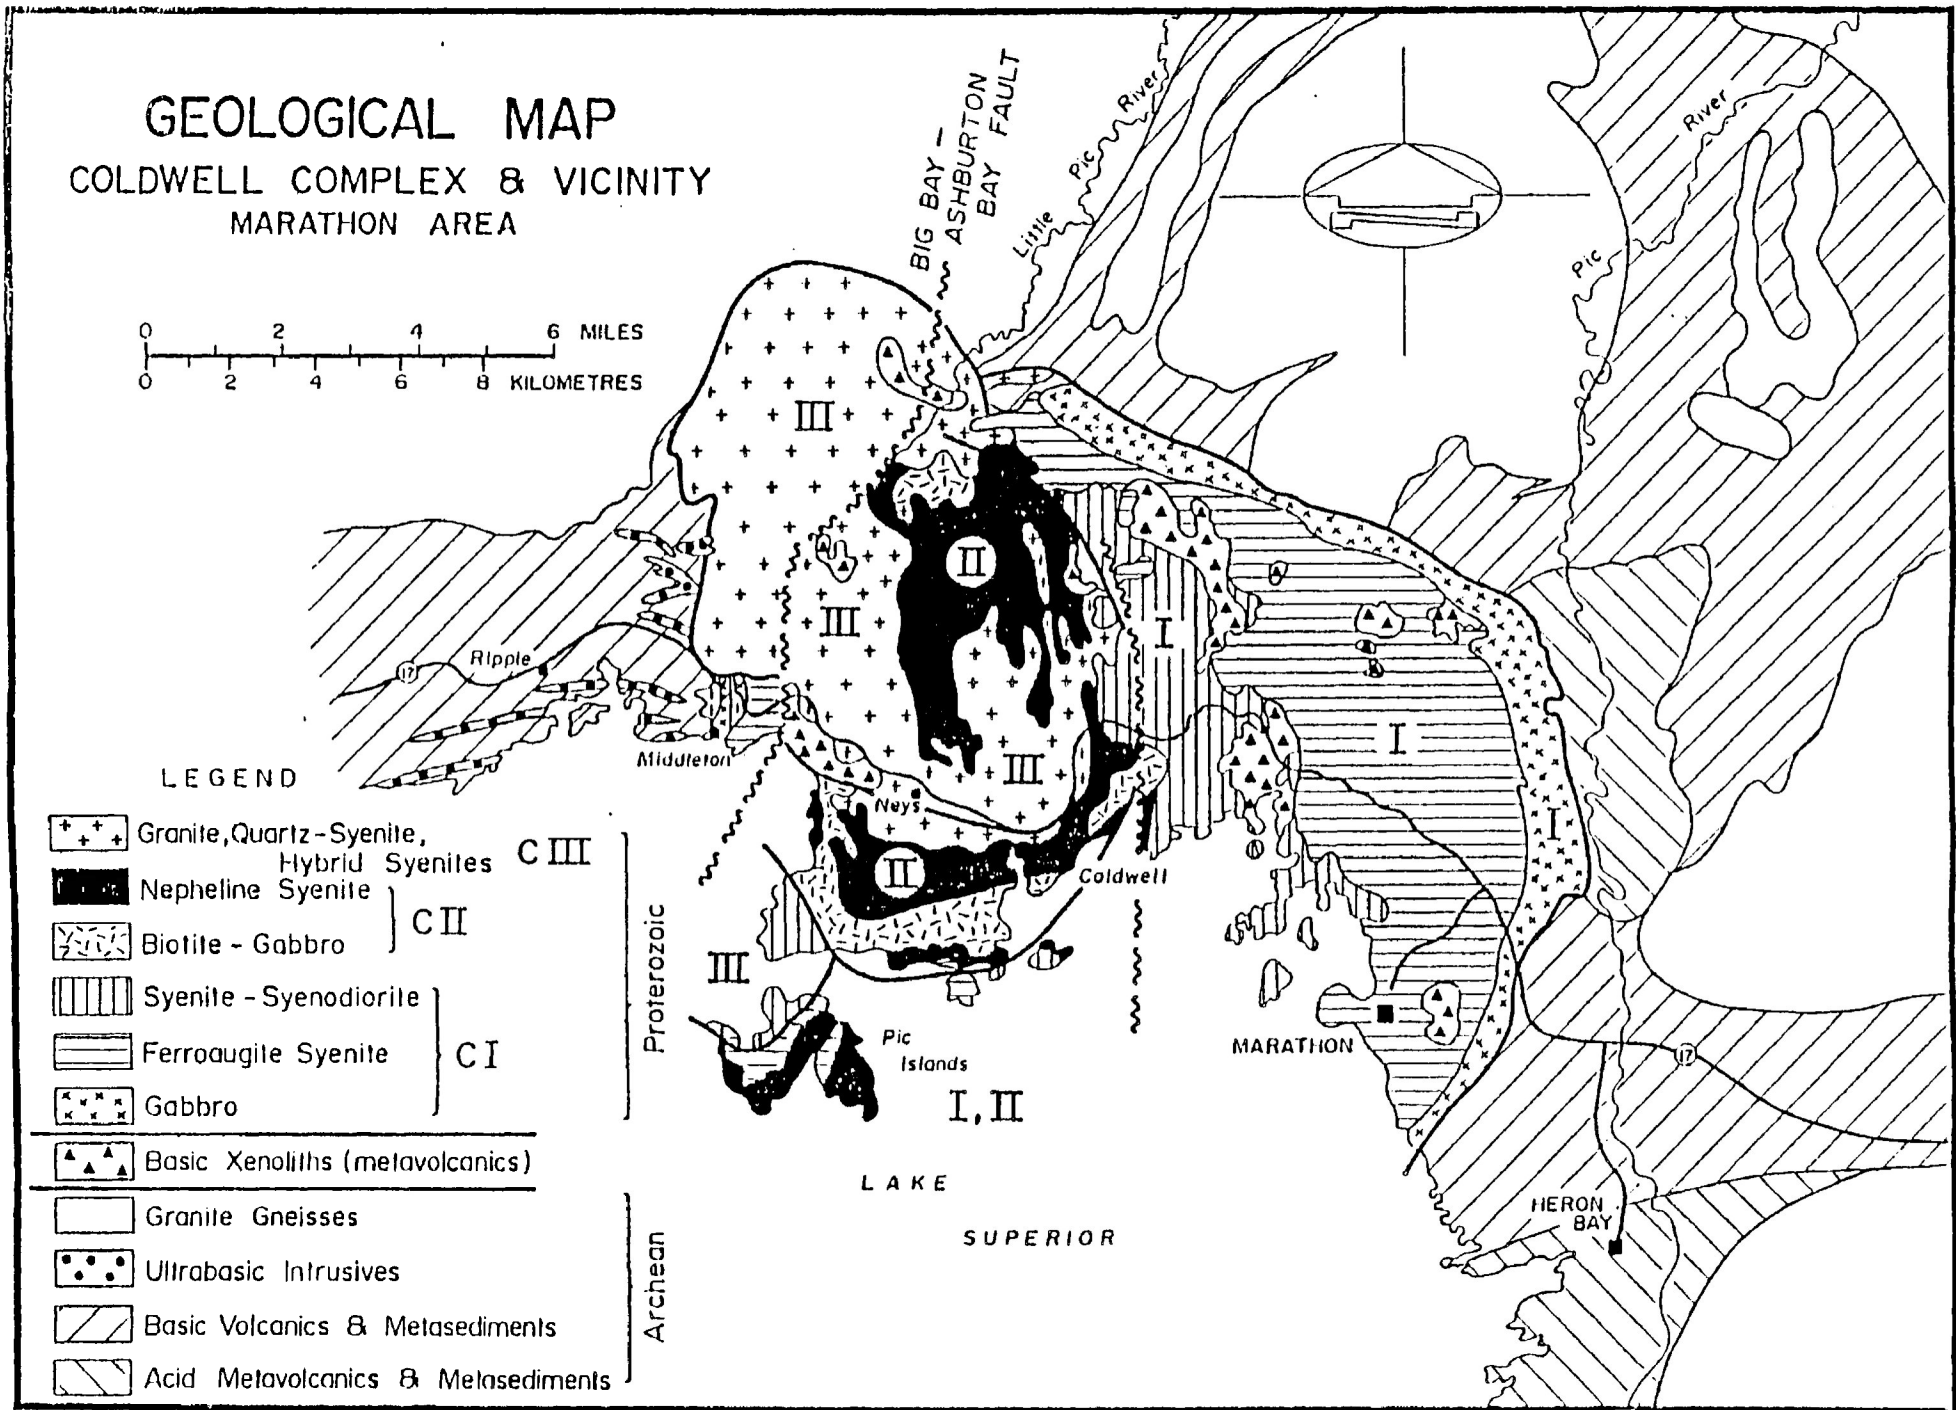 GEOLOGICAL MAP
COLDWELL COMPLEX & VICINITY
MARATHON AREA
0 2 4 6 MILES
0 2 4 6 8 KILOMETRES
BIG BAY -
ASHBURTON
BAY FAULT
Little Pic River
Pic River
III
II
III
I
I
I
III
II
III
I, II
17
Ripple
Middleton
Neys
Coldwell
Pic
Islands
MARATHON
17
HERON
BAY
LAKE
SUPERIOR
LEGEND
Granite, Quartz-Syenite,
Hybrid Syenites
C III
Nepheline Syenite
Biotite - Gabbro
C II
Syenite - Syenodiorite
Ferroaugite Syenite
Gabbro
C I
Proterozoic
Basic Xenoliths (metavolcanics)
Granite Gneisses
Ultrabasic Intrusives
Basic Volcanics & Metasediments
Acid Metavolcanics & Metasediments
Archean